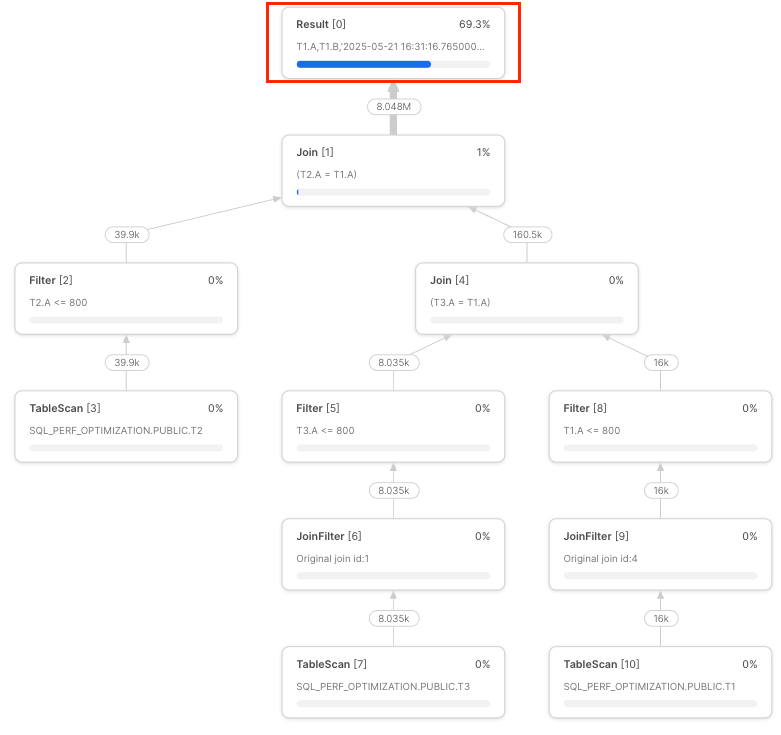 Result [0] 69.3%
T1.A,T1.B,'2025-05-21 16:31:16.765000...
8.048M
Join [1] 1%
(T2.A = T1.A)
39.9k 160.5k
Filter [2] 0% Join [4] 0%
T2.A <= 800 (T3.A = T1.A)
39.9k 8.035k 16k
TableScan [3] 0% Filter [5] 0% Filter [8] 0%
SQL_PERF_OPTIMIZATION.PUBLIC.T2 T3.A <= 800 T1.A <= 800
8.035k 16k
JoinFilter [6] 0% JoinFilter [9] 0%
Original join id:1 Original join id:4
8.035k 16k
TableScan [7] 0% TableScan [10] 0%
SQL_PERF_OPTIMIZATION.PUBLIC.T3 SQL_PERF_OPTIMIZATION.PUBLIC.T1